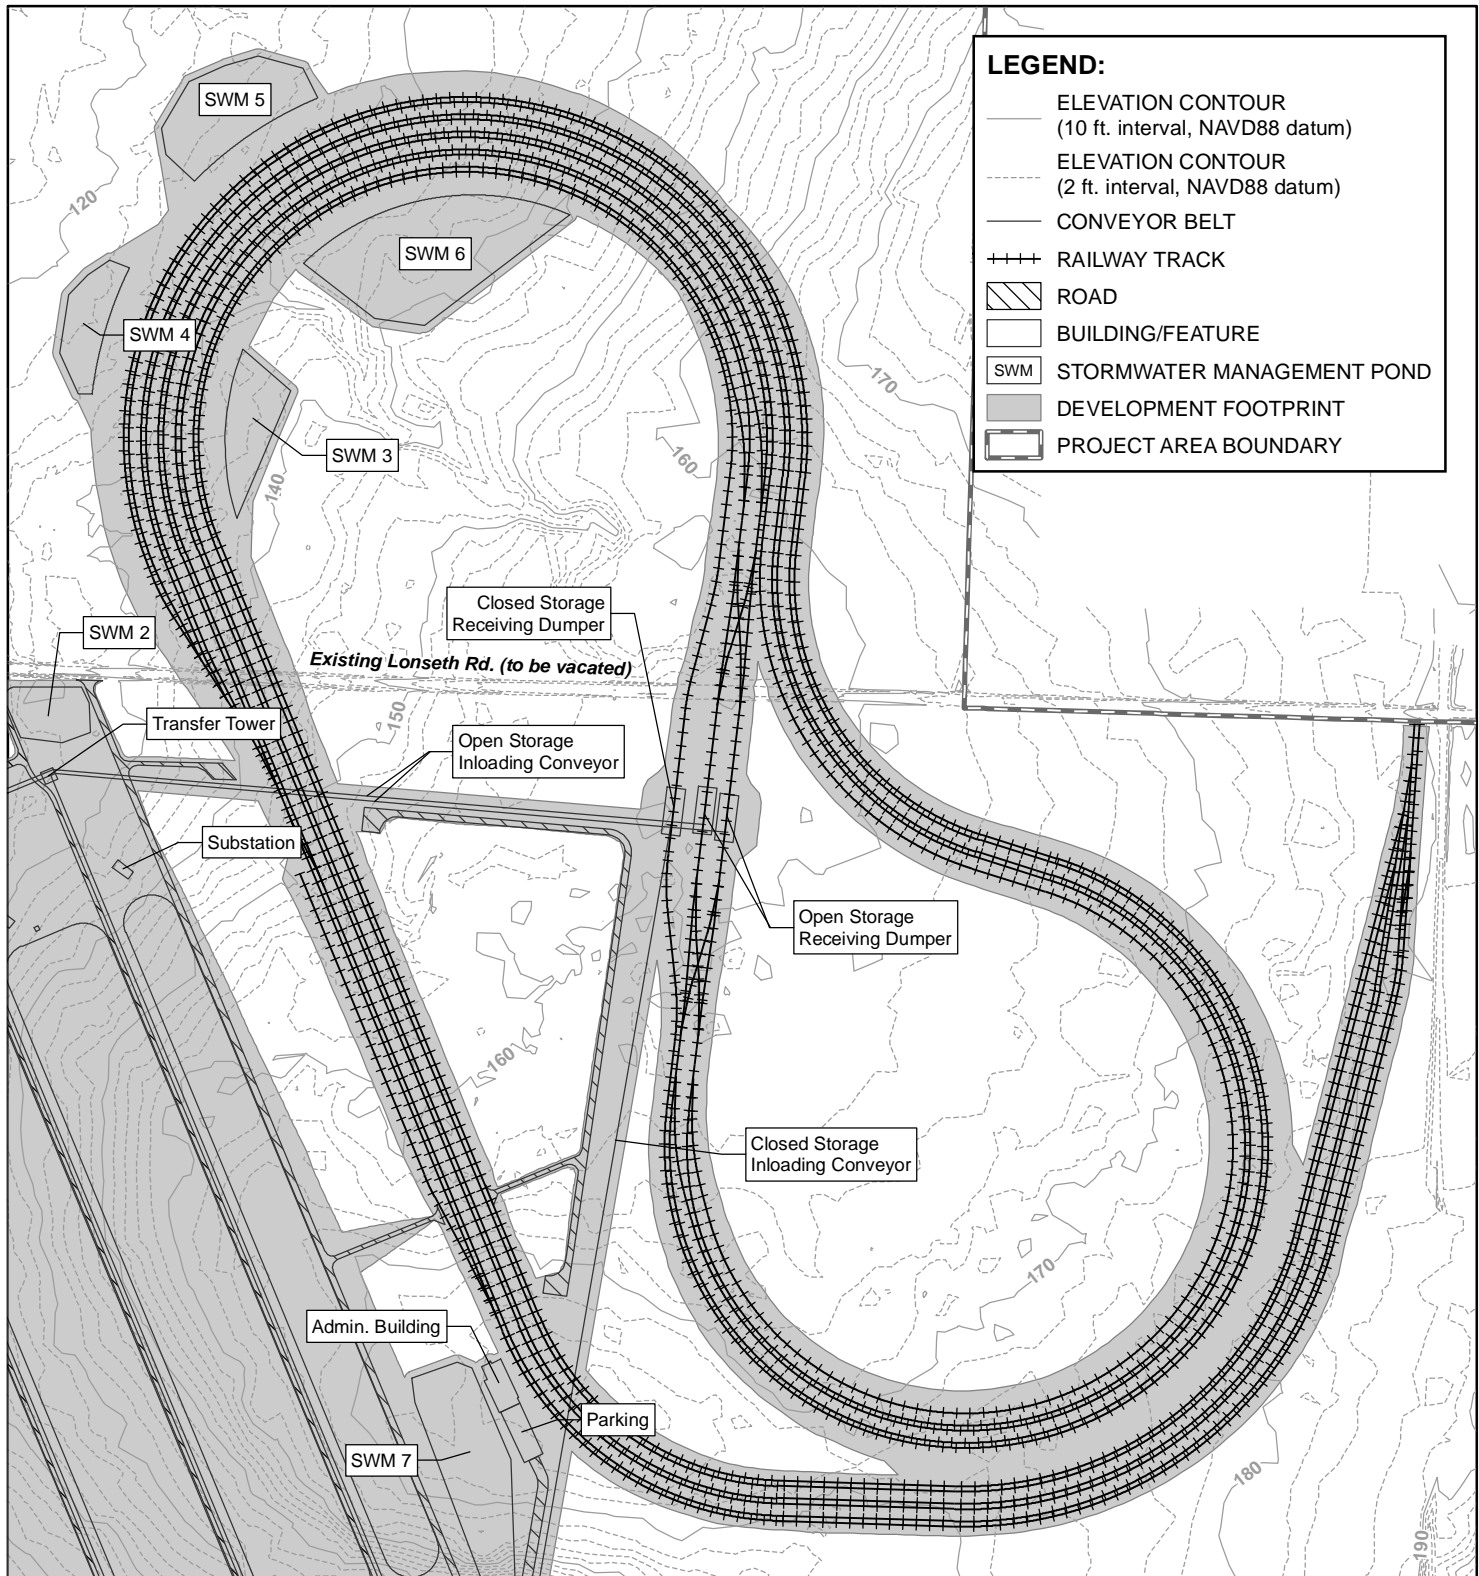 LEGEND:
ELEVATION CONTOUR
(10 ft. interval, NAVD88 datum)
ELEVATION CONTOUR
(2 ft. interval, NAVD88 datum)
CONVEYOR BELT
RAILWAY TRACK
ROAD
BUILDING/FEATURE
SWM
STORMWATER MANAGEMENT POND
DEVELOPMENT FOOTPRINT
PROJECT AREA BOUNDARY
SWM 5
120
SWM 6
SWM 4
170
SWM 3
160
140
Closed Storage
Receiving Dumper
SWM 2
Existing Lonseth Rd. (to be vacated)
150
Transfer Tower
Open Storage
Inloading Conveyor
Substation
Open Storage
Receiving Dumper
160
Closed Storage
Inloading Conveyor
170
Admin. Building
Parking
SWM 7
180
190